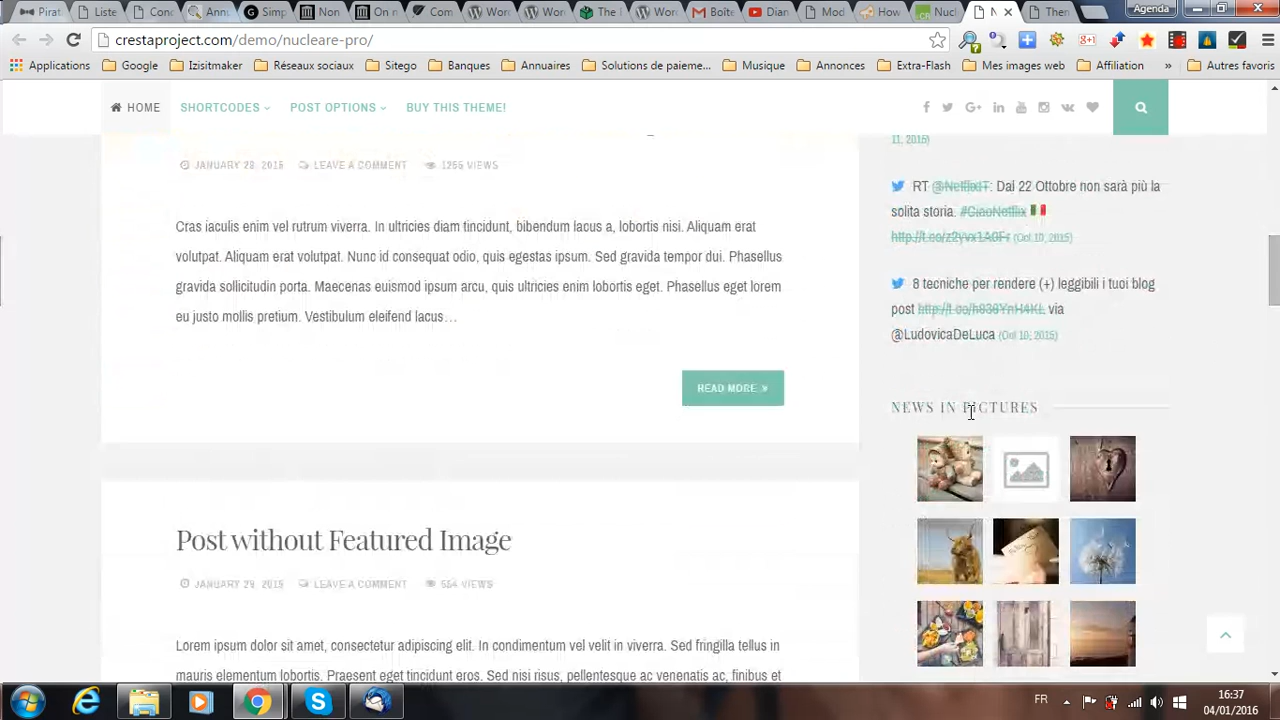 Pirat
Liste
Cond
Ann
Simp
Non
On n
Con
Wor
Wor
The
Wor
Boîte
Dian
Mod
How
Nucl
N
Ther
Agenda
crestaproject.com/demo/nucleare-pro/
Applications
Google
Izisitmaker
Réseaux sociaux
Sitego
Banques
Annuaires
Solutions de paieme...
Musique
Annonces
Extra-Flash
Mes images web
Affiliation
»
Autres favoris
HOME
SHORTCODES
POST OPTIONS
BUY THIS THEME!
JANUARY 28, 2015
LEAVE A COMMENT
1255 VIEWS
Cras iaculis enim vel rutrum viverra. In ultricies diam tincidunt, bibendum lacus a, lobortis nisi. Aliquam erat
volutpat. Aliquam erat volutpat. Nunc id consequat odio, quis egestas ipsum. Sed gravida tempor dui. Phasellus
gravida sollicitudin porta. Maecenas euismod ipsum arcu, quis ultricies enim lobortis eget. Phasellus eget lorem
eu justo mollis pretium. Vestibulum eleifend lacus…
READ MORE »
Post without Featured Image
JANUARY 28, 2015
LEAVE A COMMENT
554 VIEWS
Lorem ipsum dolor sit amet, consectetur adipiscing elit. In condimentum vel velit in viverra. Sed fringilla tellus in
mauris elementum lobortis. Praesent eget tincidunt eros. Sed nisi risus, pellentesque ac venenatis ac, finibus et
11, 2015)
RT @NetflixIT: Dai 22 Ottobre non sarà più la
solita storia. #CiaoNetflix
(Oct 10, 2015)
8 tecniche per rendere (+) leggibili i tuoi blog
post via
@LudovicaDeLuca (Oct 10, 2015)
NEWS IN PICTURES
FR
16:37
04/01/2016